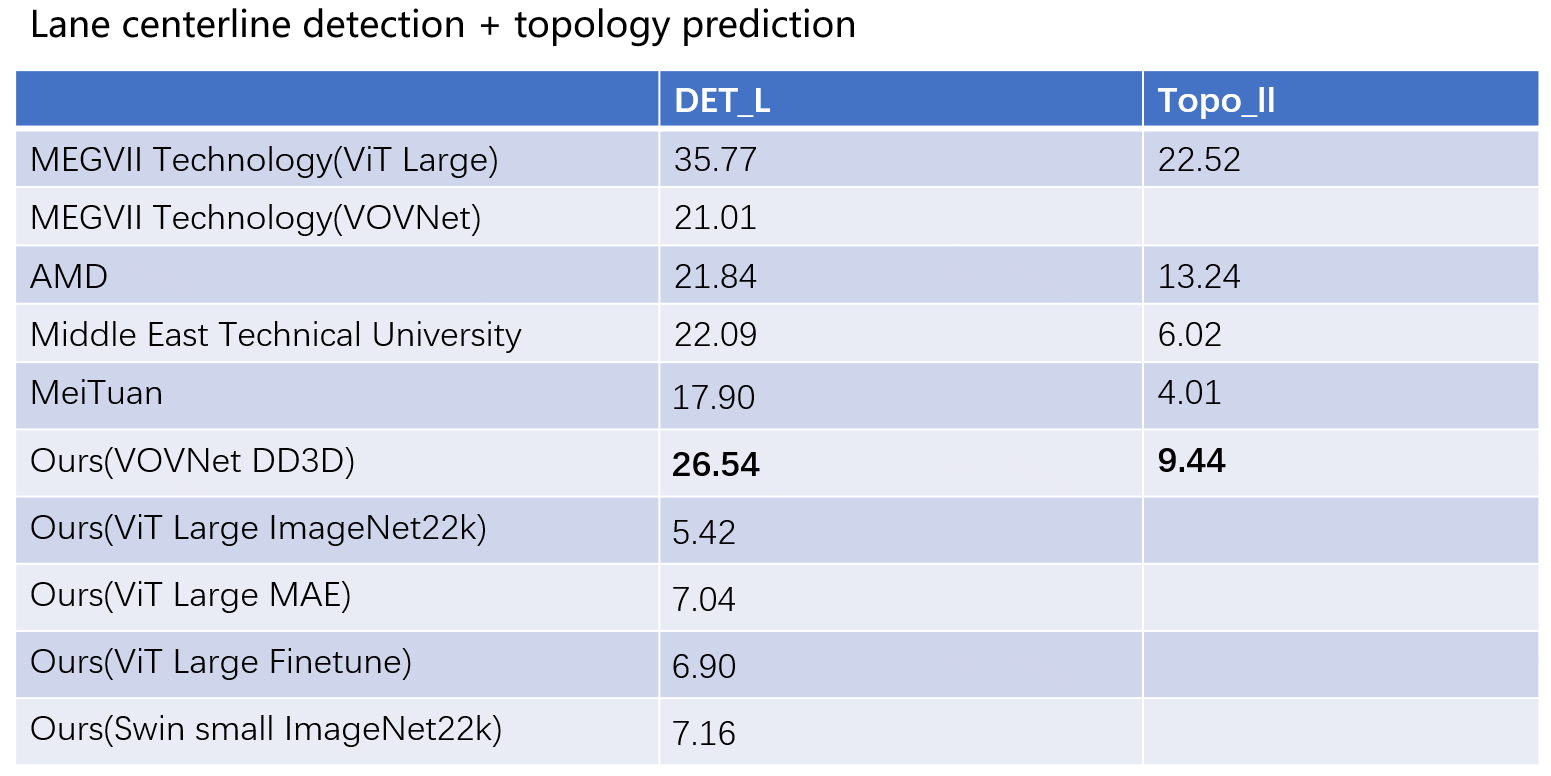 Lane centerline detection + topology prediction
DET_L Topo_ll
MEGVII Technology(ViT Large) 35.77 22.52
MEGVII Technology(VOVNet) 21.01
AMD 21.84 13.24
Middle East Technical University 22.09 6.02
MeiTuan 17.90 4.01
Ours(VOVNet DD3D) 26.54 9.44
Ours(ViT Large ImageNet22k) 5.42
Ours(ViT Large MAE) 7.04
Ours(ViT Large Finetune) 6.90
Ours(Swin small ImageNet22k) 7.16